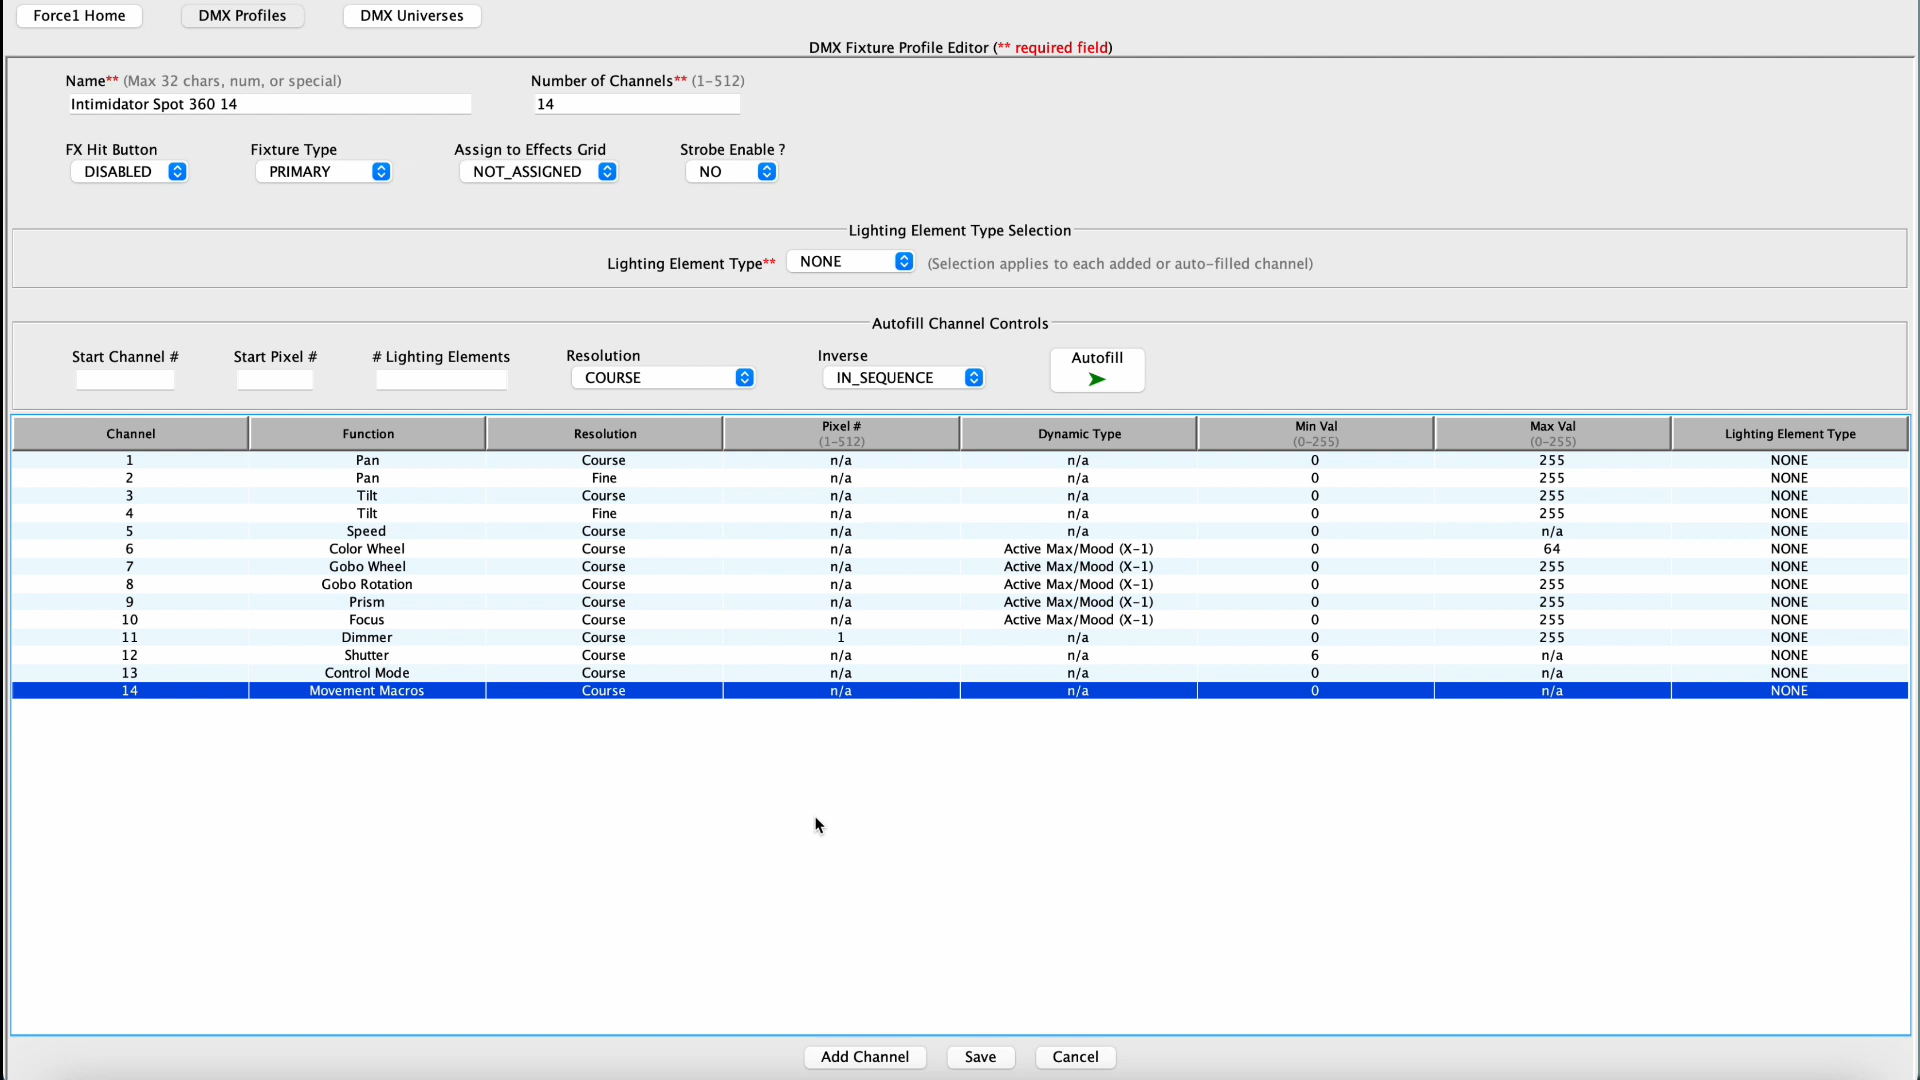 Force1 Home DMX Profiles DMX Universes
DMX Fixture Profile Editor (** required field)
Name** (Max 32 chars, num, or special) Number of Channels** (1-512)
Intimidator Spot 360 14 14
FX Hit Button Fixture Type Assign to Effects Grid Strobe Enable ?
DISABLED PRIMARY NOT_ASSIGNED NO
Lighting Element Type Selection
Lighting Element Type** NONE (Selection applies to each added or auto-filled channel)
Autofill Channel Controls
Start Channel # Start Pixel # # Lighting Elements Resolution Inverse Autofill
COURSE IN_SEQUENCE
Channel Function Resolution Pixel # (1-512) Dynamic Type Min Val (0-255) Max Val (0-255) Lighting Element Type
1 Pan Course n/a n/a 0 255 NONE
2 Pan Fine n/a n/a 0 255 NONE
3 Tilt Course n/a n/a 0 255 NONE
4 Tilt Fine n/a n/a 0 255 NONE
5 Speed Course n/a n/a 0 n/a NONE
6 Color Wheel Course n/a Active Max/Mood (X-1) 0 64 NONE
7 Gobo Wheel Course n/a Active Max/Mood (X-1) 0 255 NONE
8 Gobo Rotation Course n/a Active Max/Mood (X-1) 0 255 NONE
9 Prism Course n/a Active Max/Mood (X-1) 0 255 NONE
10 Focus Course n/a Active Max/Mood (X-1) 0 255 NONE
11 Dimmer Course 1 n/a 0 255 NONE
12 Shutter Course n/a n/a 6 n/a NONE
13 Control Mode Course n/a n/a 0 n/a NONE
14 Movement Macros Course n/a n/a 0 n/a NONE
Add Channel Save Cancel